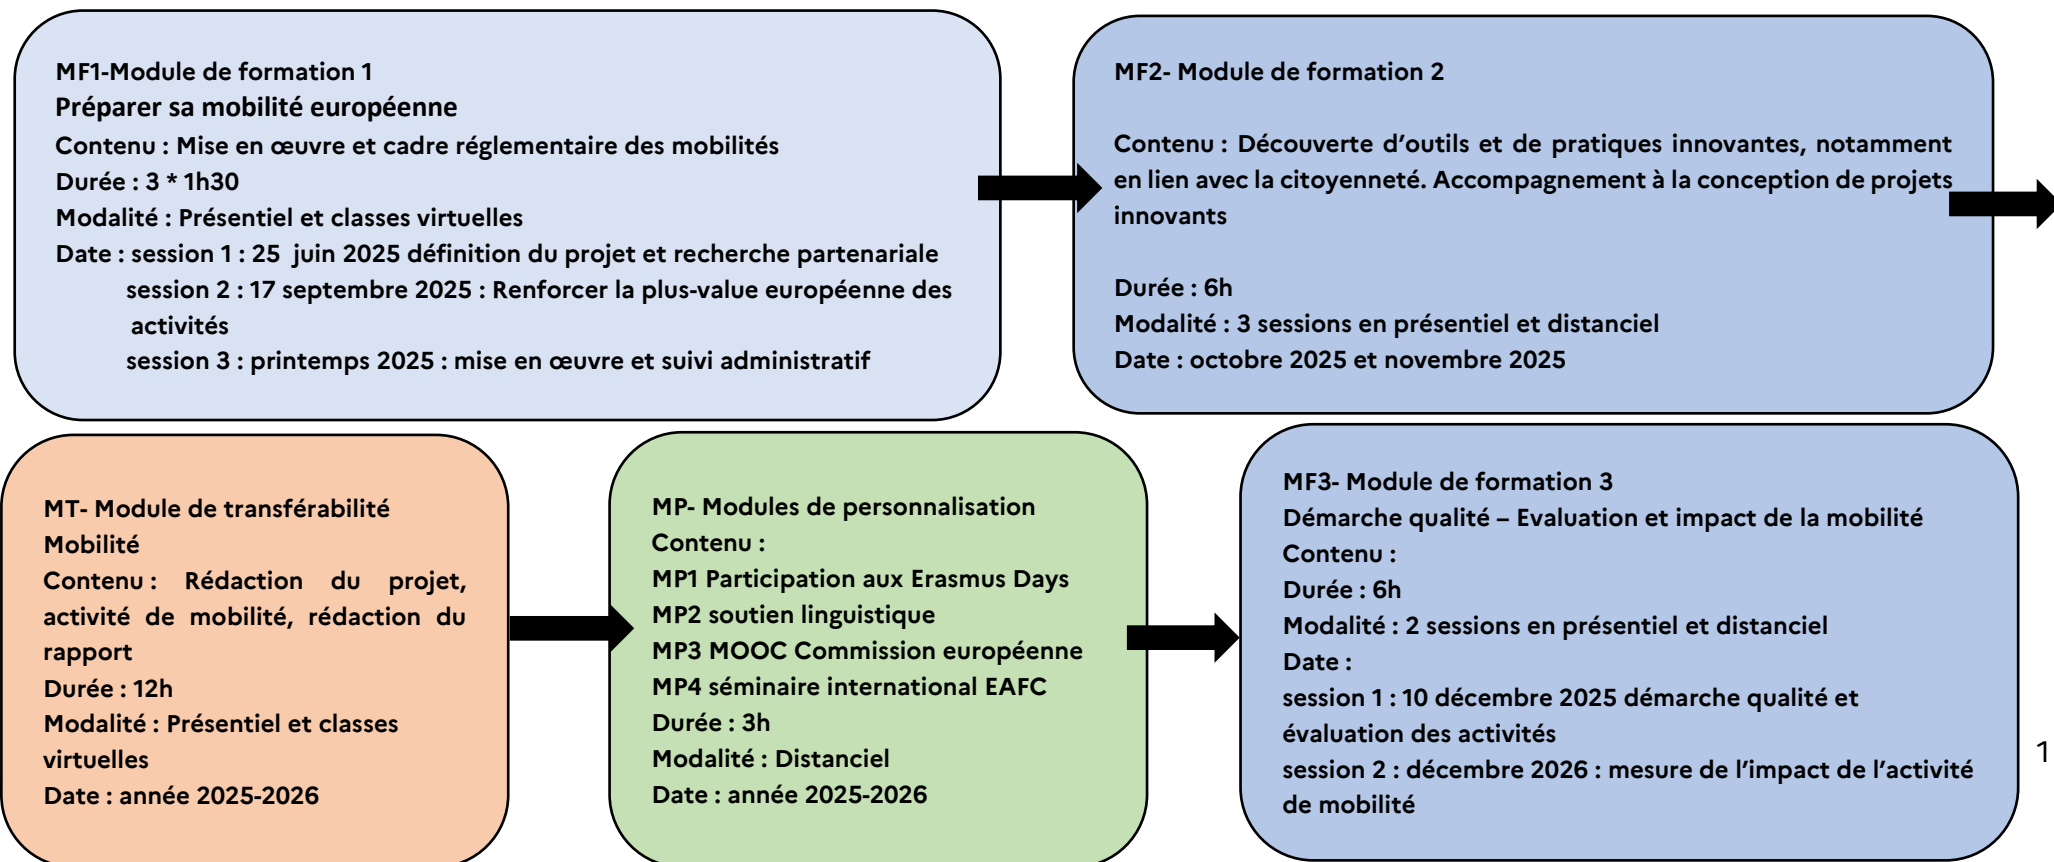 MF1-Module de formation 1
Préparer sa mobilité européenne
Contenu : Mise en œuvre et cadre réglementaire des mobilités
Durée : 3 * 1h30
Modalité : Présentiel et classes virtuelles
Date : session 1 : 25 juin 2025 définition du projet et recherche partenariale
session 2 : 17 septembre 2025 : Renforcer la plus-value européenne des
activités
session 3 : printemps 2025 : mise en œuvre et suivi administratif
MF2- Module de formation 2
Contenu : Découverte d’outils et de pratiques innovantes, notamment
en lien avec la citoyenneté. Accompagnement à la conception de projets
innovants
Durée : 6h
Modalité : 3 sessions en présentiel et distanciel
Date : octobre 2025 et novembre 2025
MT- Module de transférabilité
Mobilité
Contenu : Rédaction du projet,
activité de mobilité, rédaction du
rapport
Durée : 12h
Modalité : Présentiel et classes
virtuelles
Date : année 2025-2026
MP- Modules de personnalisation
Contenu :
MP1 Participation aux Erasmus Days
MP2 soutien linguistique
MP3 MOOC Commission européenne
MP4 séminaire international EAFC
Durée : 3h
Modalité : Distanciel
Date : année 2025-2026
MF3- Module de formation 3
Démarche qualité – Evaluation et impact de la mobilité
Contenu :
Durée : 6h
Modalité : 2 sessions en présentiel et distanciel
Date :
session 1 : 10 décembre 2025 démarche qualité et
évaluation des activités
session 2 : décembre 2026 : mesure de l’impact de l’activité
de mobilité
1